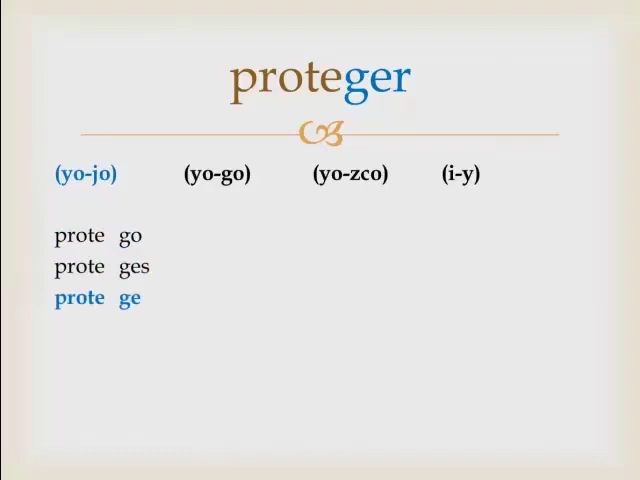 proteger
(yo-jo) (yo-go) (yo-zco) (i-y)
prote go
prote ges
prote ge